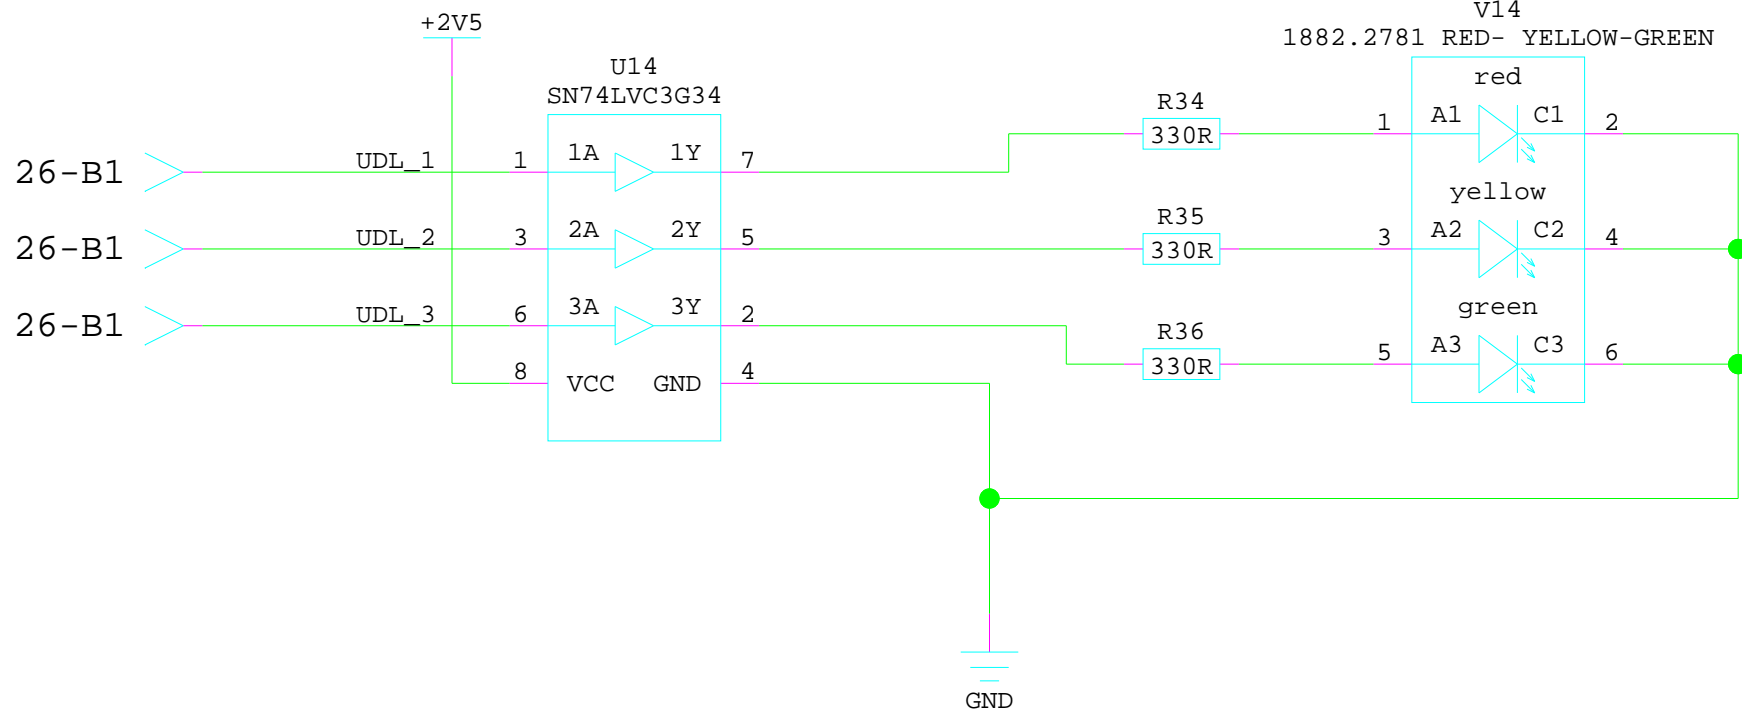 V14
1882.2781 RED- YELLOW-GREEN
+2V5
U14
SN74LVC3G34
red
R34
330R
1 A1 C1 2
26-B1 UDL_1 1 1A 1Y 7
yellow
R35
330R
3 A2 C2 4
26-B1 UDL_2 3 2A 2Y 5
green
26-B1 UDL_3 6 3A 3Y 2
R36
330R
5 A3 C3 6
8 VCC GND 4
GND